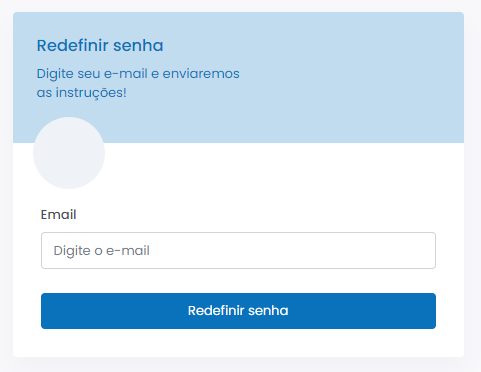 Redefinir senha
Digite seu e-mail e enviaremos
as instruções!
Email
Digite o e-mail
Redefinir senha